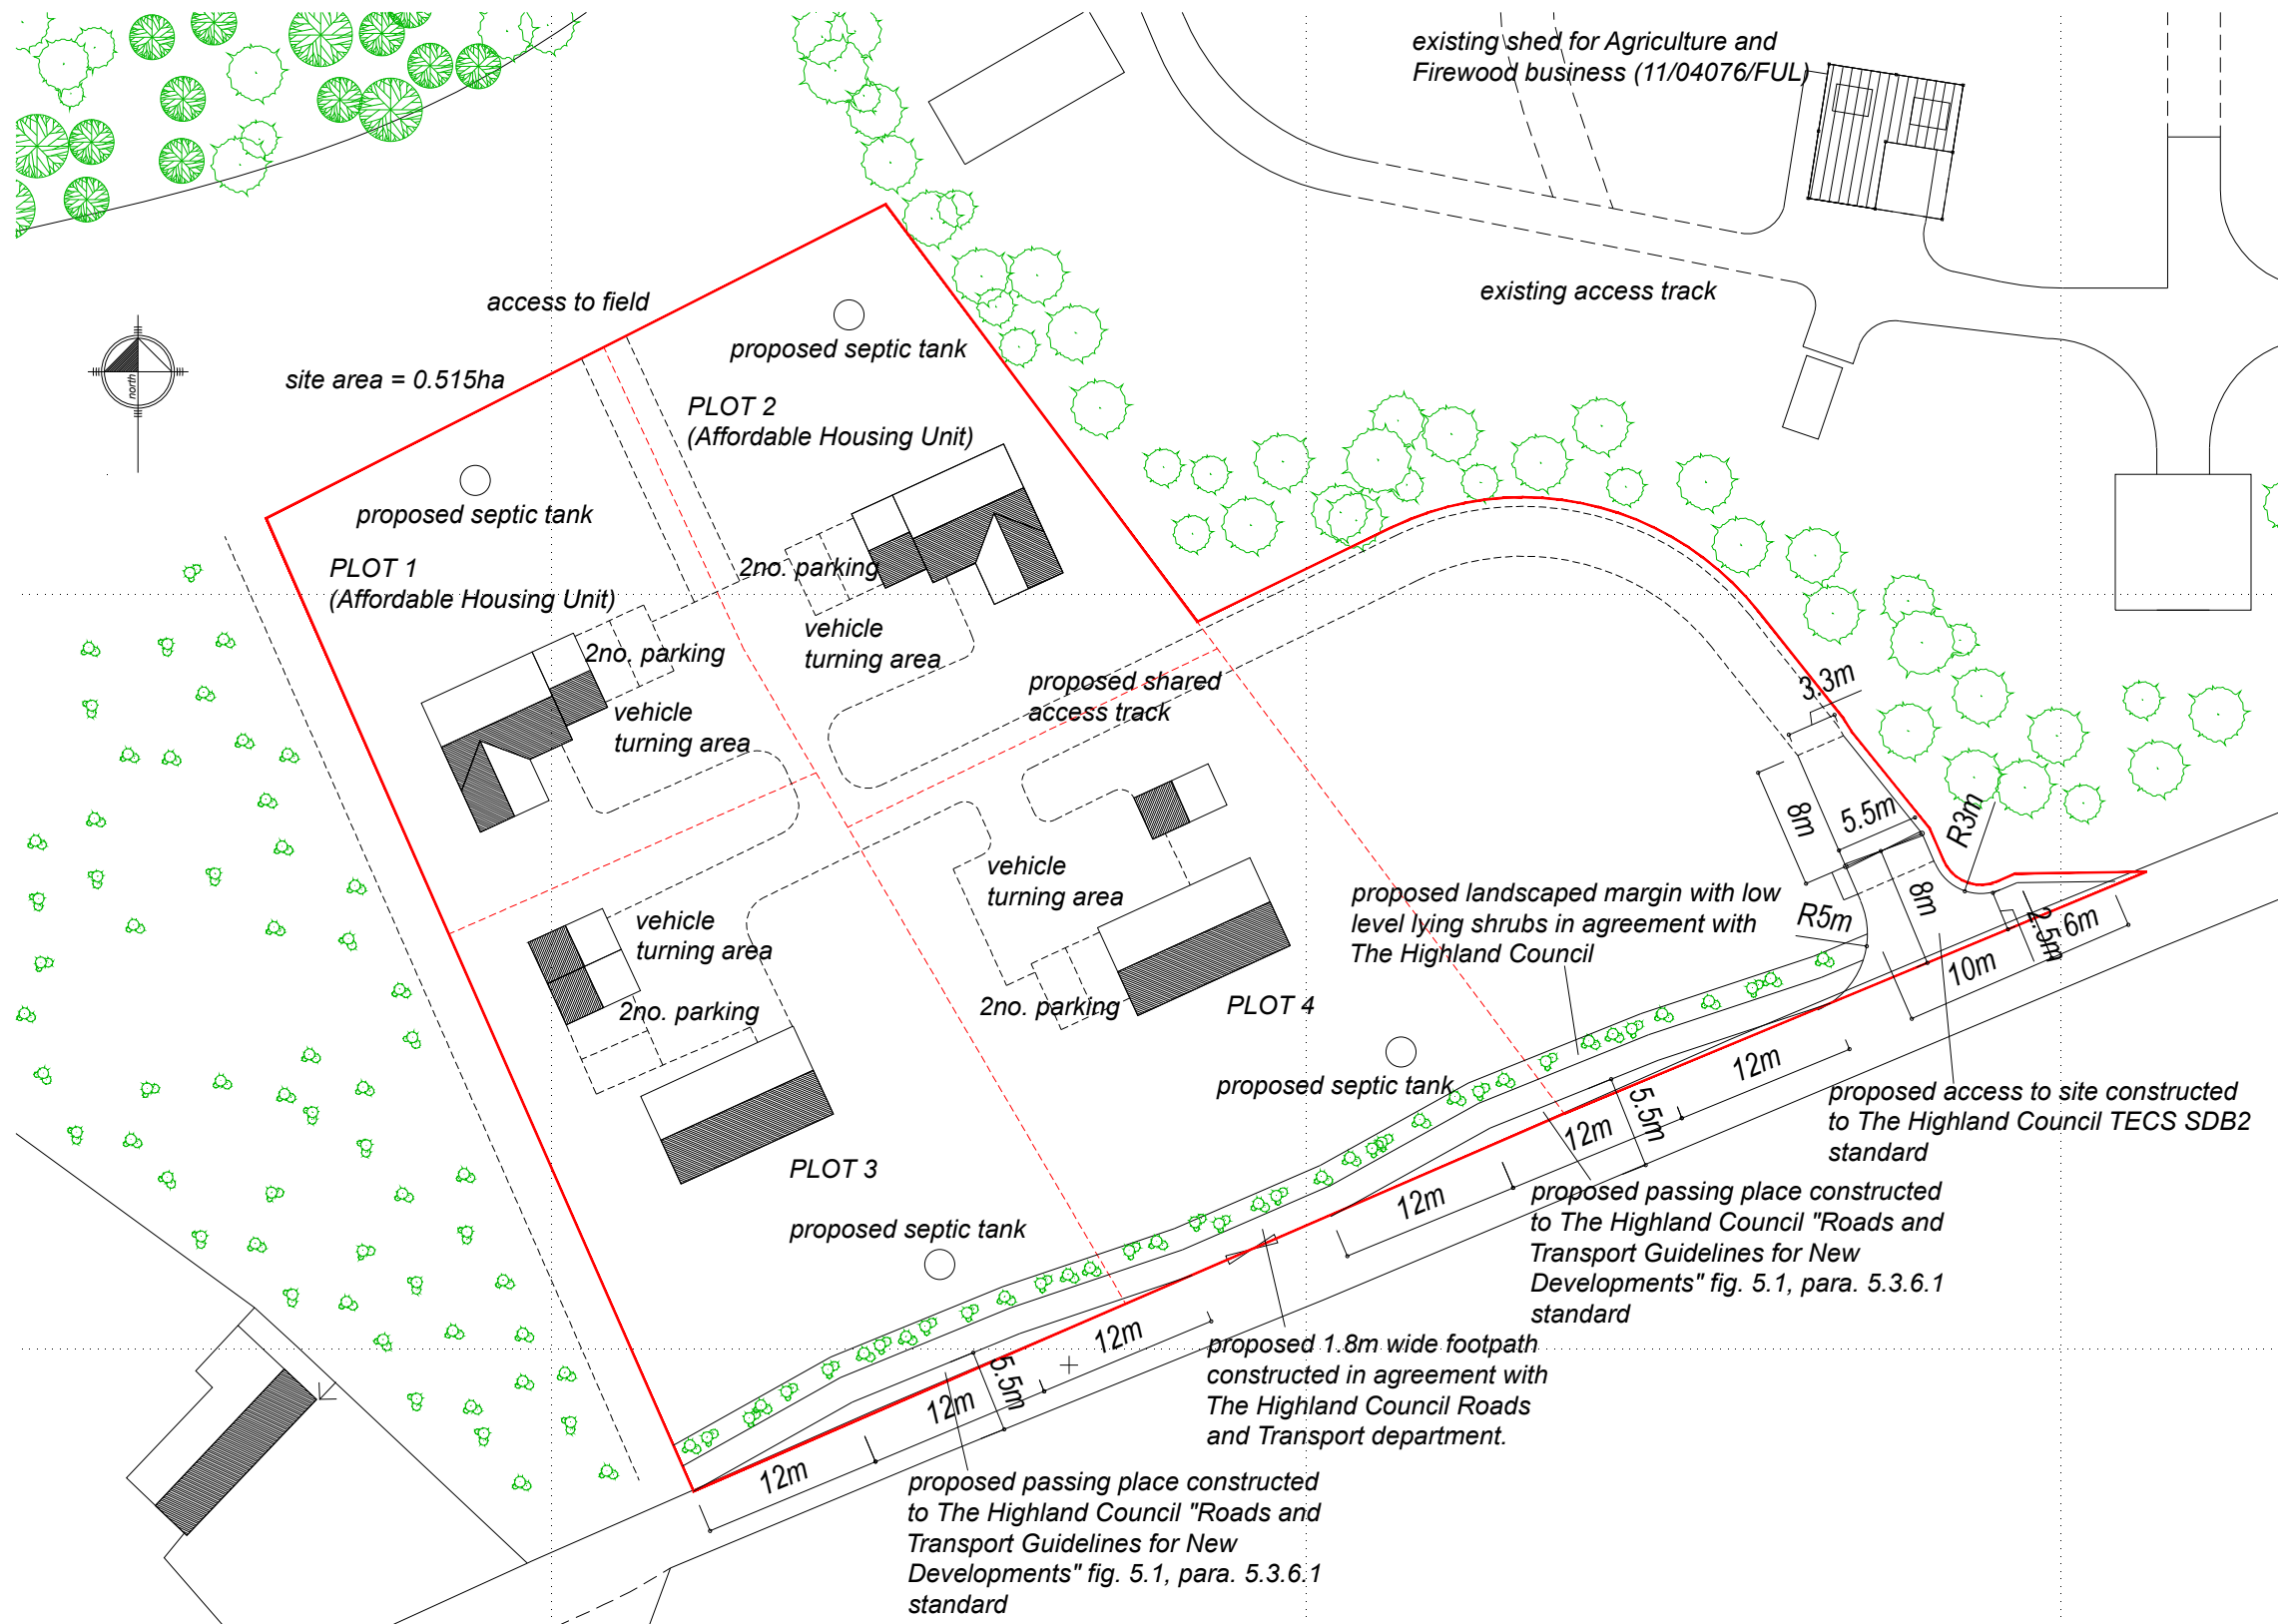 existing shed for Agriculture and
Firewood business (11/04076/FUL)
existing access track
access to field
proposed septic tank
site area = 0.515ha
north
PLOT 2
(Affordable Housing Unit)
proposed septic tank
PLOT 1
(Affordable Housing Unit)
2no. parking
vehicle
turning area
2no. parking
vehicle
turning area
proposed shared
access track
3.3m
8m
5.5m
R3m
8m
R5m
2.5m
6m
10m
vehicle
turning area
proposed landscaped margin with low
level lying shrubs in agreement with
The Highland Council
vehicle
turning area
2no. parking
2no. parking
PLOT 4
proposed septic tank
12m
5.5m
12m
12m
proposed access to site constructed
to The Highland Council TECS SDB2
standard
PLOT 3
proposed septic tank
proposed passing place constructed
to The Highland Council "Roads and
Transport Guidelines for New
Developments" fig. 5.1, para. 5.3.6.1
standard
12m
5.5m
12m
12m
proposed 1.8m wide footpath
constructed in agreement with
The Highland Council Roads
and Transport department.
proposed passing place constructed
to The Highland Council "Roads and
Transport Guidelines for New
Developments" fig. 5.1, para. 5.3.6.1
standard